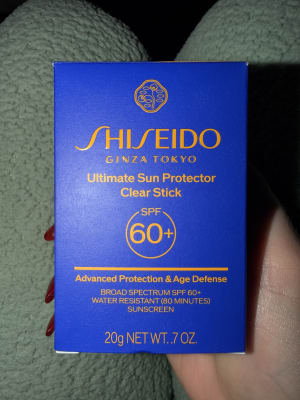 SHISEIDO
GINZA TOKYO
Ultimate Sun Protector
Clear Stick
SPF
60+
Advanced Protection & Age Defense
BROAD SPECTRUM SPF 60+
WATER RESISTANT (80 MINUTES)
SUNSCREEN
20g NET WT. .7 OZ.